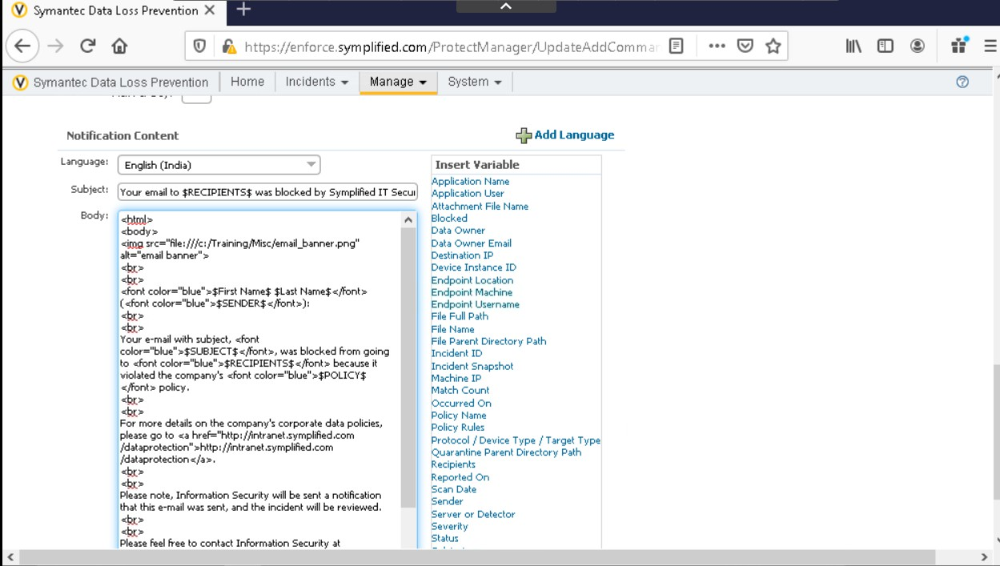 Symantec Data Loss Prevention
https://enforce.symplified.com/ProtectManager/UpdateAddCommar
Symantec Data Loss Prevention
Home
Incidents
Manage
System
Notification Content
Add Language
Language:
English (India)
Subject:
Your email to $RECIPIENTS$ was blocked by Symplified IT Secu
Body:
<html>
<body>
<img src="file:///c:/Training/Misc/email_banner.png"
alt="email banner">
<br>
<br>
<font color="blue">$First Name$ $Last Name$</font>
(<font color="blue">$SENDER$</font>):
<br>
<br>
Your e-mail with subject, <font
color="blue">$SUBJECT$</font>, was blocked from going
to <font color="blue">$RECIPIENTS$</font> because it
violated the company's <font color="blue">$POLICY$
</font> policy.
<br>
<br>
For more details on the company's corporate data policies,
please go to <a href="http://intranet.symplified.com
/dataprotection">http://intranet.symplified.com
/dataprotection</a>.
<br>
<br>
Please note, Information Security will be sent a notification
that this e-mail was sent, and the incident will be reviewed.
<br>
<br>
Please feel free to contact Information Security at
Insert Variable
Application Name
Application User
Attachment File Name
Blocked
Data Owner
Data Owner Email
Destination IP
Device Instance ID
Endpoint Location
Endpoint Machine
Endpoint Username
File Full Path
File Name
File Parent Directory Path
Incident ID
Incident Snapshot
Machine IP
Match Count
Occurred On
Policy Name
Policy Rules
Protocol / Device Type / Target Type
Quarantine Parent Directory Path
Recipients
Reported On
Scan Date
Sender
Server or Detector
Severity
Status